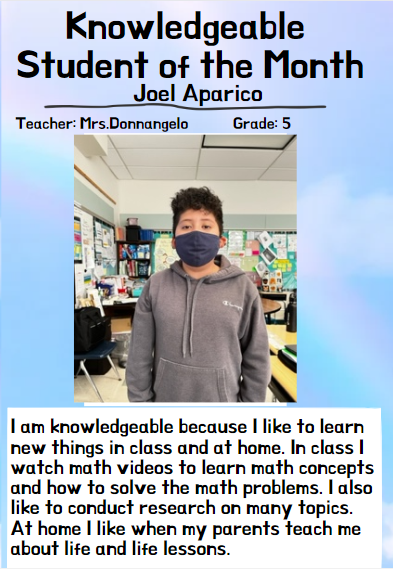 Knowledgeable
Student of the Month
Joel Aparico
Teacher: Mrs.Donnangelo Grade: 5
Champion
I am knowledgeable because I like to learn
new things in class and at home. In class I
watch math videos to learn math concepts
and how to solve the math problems. I also
like to conduct research on many topics.
At home I like when my parents teach me
about life and life lessons.